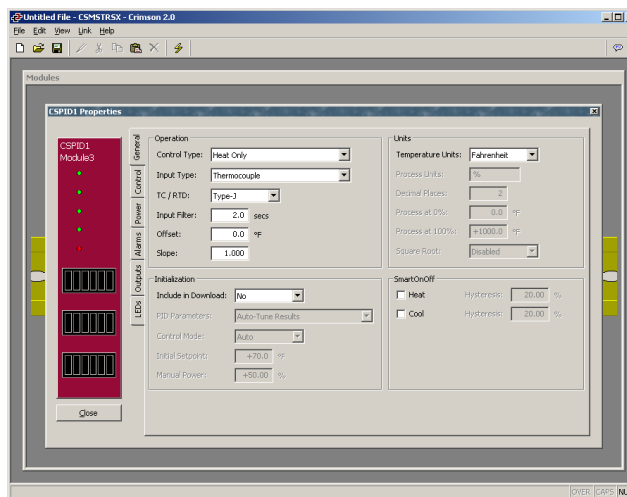 Untitled File - CSMSTRSX - Crimson 2.0
File Edit View Link Help
Modules
CSPID1 Properties
CSPID1
Module3
General
Control
Power
Alarms
Outputs
LEDs
Operation
Control Type: Heat Only
Input Type: Thermocouple
TC / RTD: Type-J
Input Filter: 2.0 secs
Offset: 0.0 ºF
Slope: 1.000
Initialization
Include in Download: No
PID Parameters: Auto-Tune Results
Control Mode: Auto
Initial Setpoint: +70.0 ºF
Manual Power: +50.00 %
Units
Temperature Units: Fahrenheit
Process Units: %
Decimal Places: 2
Process at 0%: 0.0 ºF
Process at 100%: +1000.0 ºF
Square Root: Disabled
SmartOnOff
Heat Hysteresis: 20.00 %
Cool Hysteresis: 20.00 %
Close
OVER CAPS NU